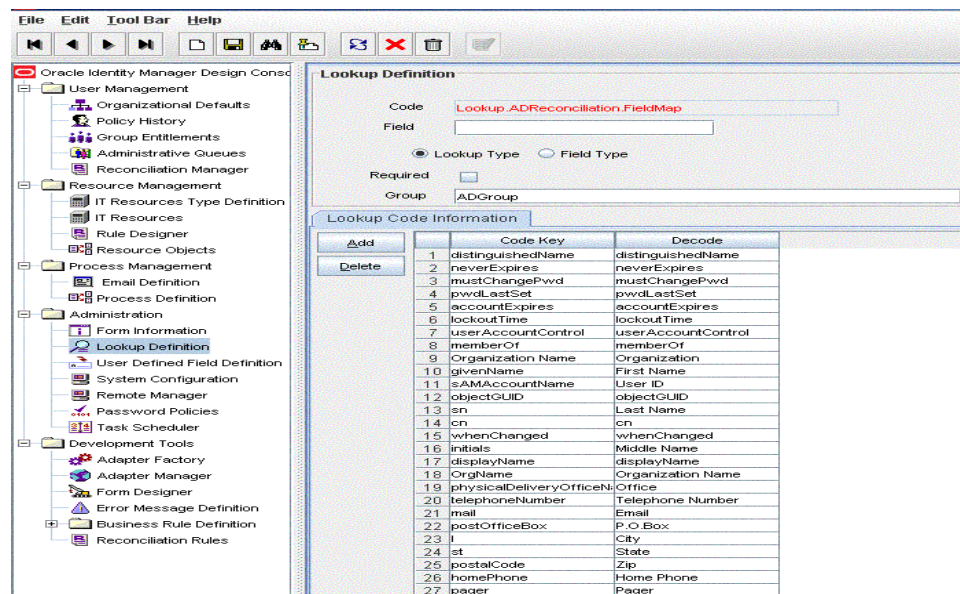 File Edit Tool Bar Help
Oracle Identity Manager Design Consc
User Management
Organizational Defaults
Policy History
Group Entitlements
Administrative Queues
Reconciliation Manager
Resource Management
IT Resources Type Definition
IT Resources
Rule Designer
Resource Objects
Process Management
Email Definition
Process Definition
Administration
Form Information
Lookup Definition
User Defined Field Definition
System Configuration
Remote Manager
Password Policies
Task Scheduler
Development Tools
Adapter Factory
Adapter Manager
Form Designer
Error Message Definition
Business Rule Definition
Reconciliation Rules
Lookup Definition
Code Lookup.ADReconciliation.FieldMap
Field
Lookup Type Field Type
Required
Group ADGroup
Lookup Code Information
Add
Delete
Code Key Decode
1 distinguishedName distinguishedName
2 neverExpires neverExpires
3 mustChangePwd mustChangePwd
4 pwdLastSet pwdLastSet
5 accountExpires accountExpires
6 lockoutTime lockoutTime
7 userAccountControl userAccountControl
8 memberOf memberOf
9 Organization Name Organization
10 givenName First Name
11 sAMAccountName User ID
12 objectGUID objectGUID
13 sn Last Name
14 cn cn
15 whenChanged whenChanged
16 initials Middle Name
17 displayName displayName
18 OrgName Organization Name
19 physicalDeliveryOfficeN Office
20 telephoneNumber Telephone Number
21 mail Email
22 postOfficeBox P.O.Box
23 l City
24 st State
25 postalCode Zip
26 homePhone Home Phone
27 pager Pager